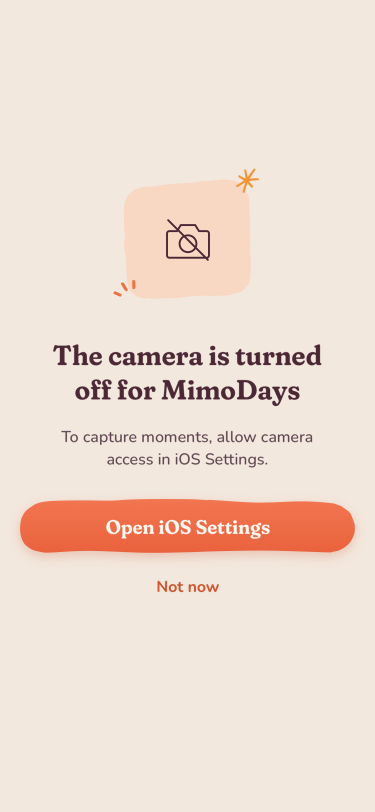 The camera is turned
off for MimoDays
To capture moments, allow camera
access in iOS Settings.
Open iOS Settings
Not now